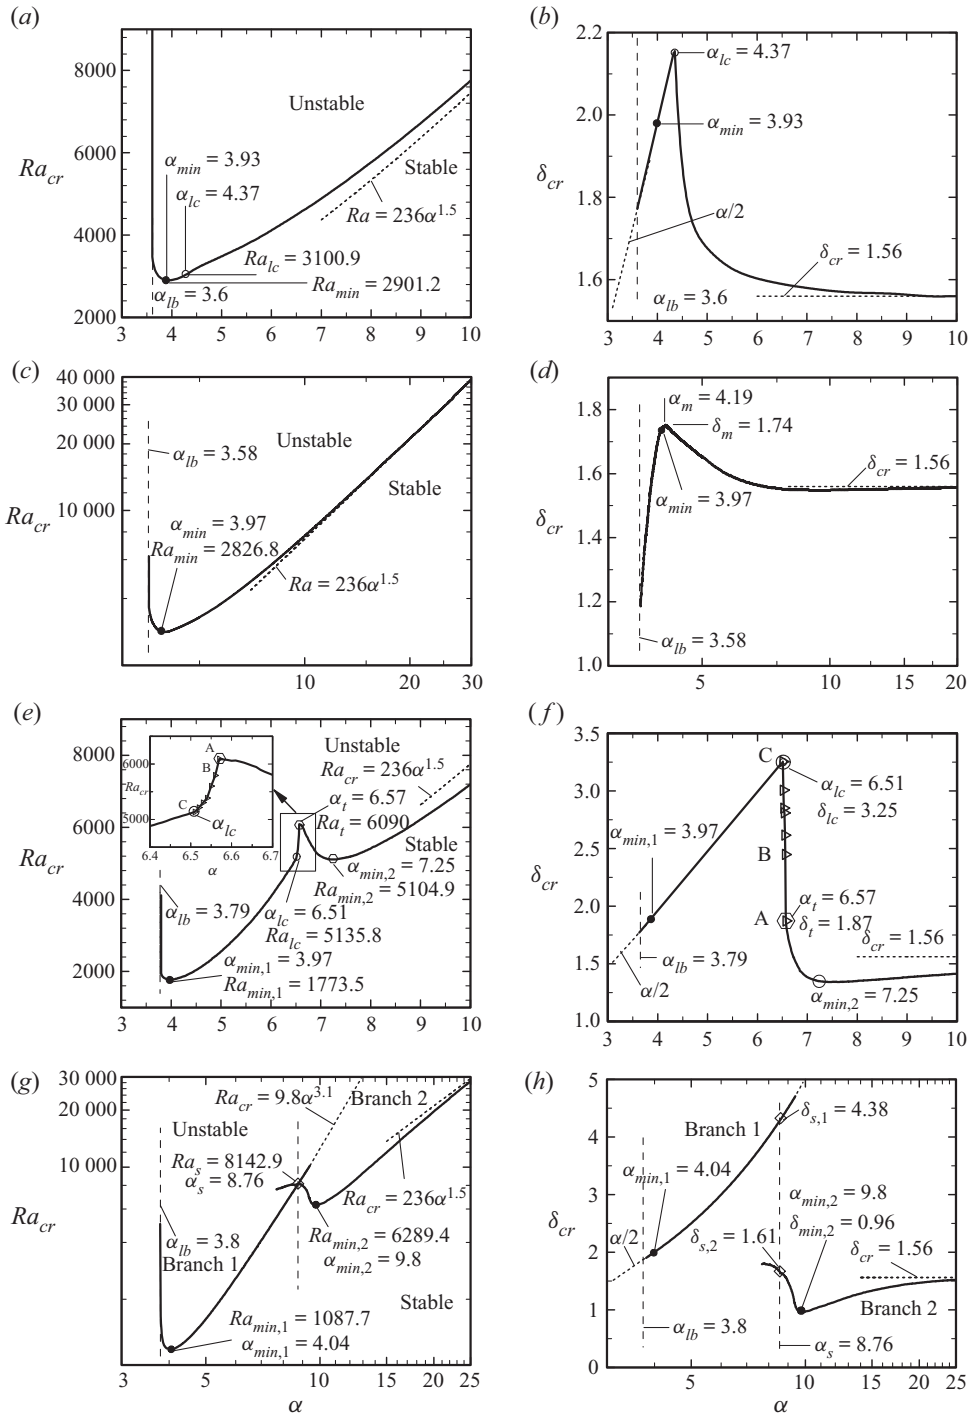 (a)
8000
6000
4000
2000
Ra_cr
Unstable
Stable
α_min = 3.93
α_lc = 4.37
Ra = 236α^1.5
Ra_lc = 3100.9
Ra_min = 2901.2
α_lb = 3.6
3 4 5 6 7 8 9 10
(b)
2.2
2.0
1.8
1.6
δ_cr
α_lc = 4.37
α_min = 3.93
α/2
δ_cr = 1.56
α_lb = 3.6
3 4 5 6 7 8 9 10
(c)
40 000
30 000
20 000
10 000
Ra_cr
Unstable
α_lb = 3.58
Stable
α_min = 3.97
Ra_min = 2826.8
Ra = 236α^1.5
10 20 30
(d)
1.8
1.6
1.4
1.2
1.0
δ_cr
α_m = 4.19
δ_m = 1.74
δ_cr = 1.56
α_min = 3.97
α_lb = 3.58
5 10 15 20
(e)
8000
6000
4000
2000
Ra_cr
A
B
C
6000
5000
Ra_cr
α_lc
6.4 6.5 6.6 6.7
α
Unstable
Ra_cr = 236α^1.5
α_t = 6.57
Ra_t = 6090
Stable
α_min,2 = 7.25
Ra_min,2 = 5104.9
α_lb = 3.79
α_lc = 6.51
Ra_lc = 5135.8
α_min,1 = 3.97
Ra_min,1 = 1773.5
3 4 5 6 7 8 9 10
(f)
3.5
3.0
2.5
2.0
1.5
1.0
δ_cr
C
α_lc = 6.51
δ_lc = 3.25
α_min,1 = 3.97
B
A
α_t = 6.57
δ_t = 1.87
δ_cr = 1.56
α_lb = 3.79
α/2
α_min,2 = 7.25
3 4 5 6 7 8 9 10
(g)
30 000
20 000
10 000
Ra_cr
Ra_cr = 9.8α^3.1
Branch 2
Unstable
Ra_s = 8142.9
α_s = 8.76
Ra_cr = 236α^1.5
α_lb = 3.8
Branch 1
Ra_min,2 = 6289.4
α_min,2 = 9.8
Stable
Ra_min,1 = 1087.7
α_min,1 = 4.04
3 5 10 15 20 25
α
(h)
5
4
3
2
1
0
δ_cr
Branch 1
δ_s,1 = 4.38
α_min,1 = 4.04
α_min,2 = 9.8
δ_min,2 = 0.96
α/2
δ_s,2 = 1.61
δ_cr = 1.56
Branch 2
α_lb = 3.8
α_s = 8.76
3 5 10 15 20 25
α